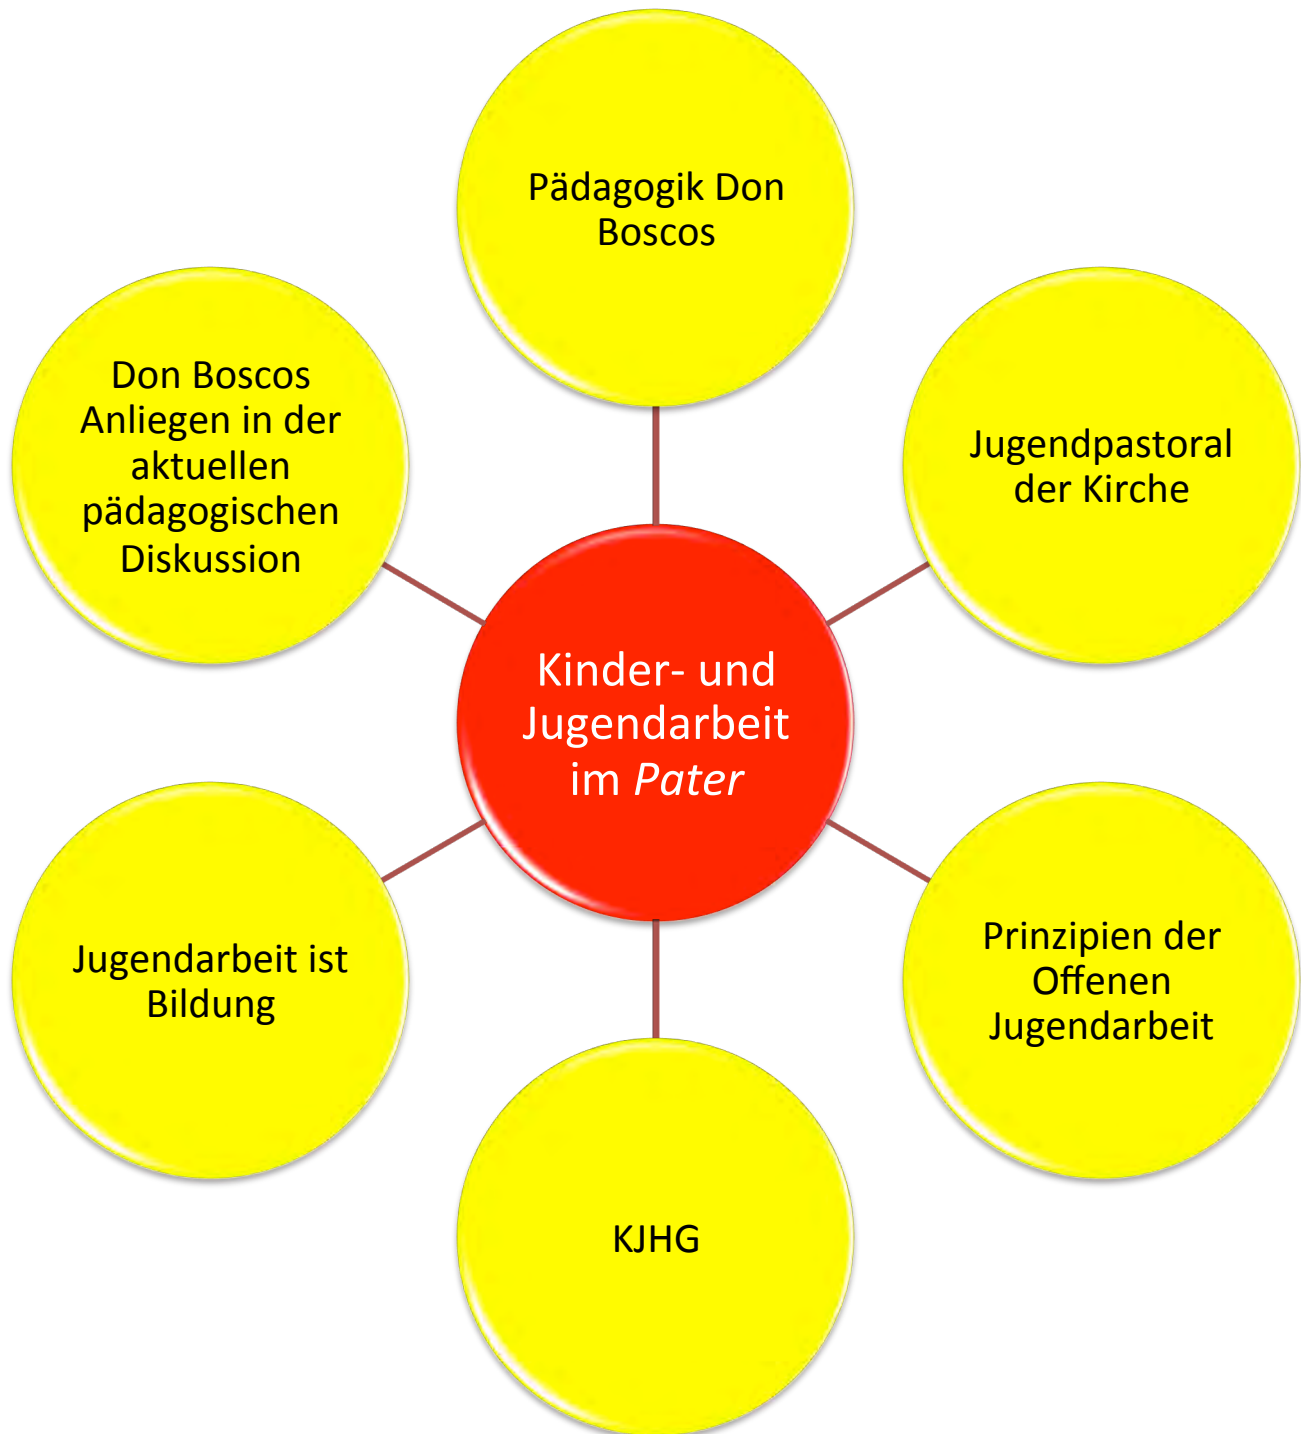 Pädagogik Don
Boscos
Don Boscos
Anliegen in der
aktuellen
pädagogischen
Diskussion
Jugendpastoral
der Kirche
Kinder- und
Jugendarbeit
im Pater
Jugendarbeit ist
Bildung
Prinzipien der
Offenen
Jugendarbeit
KJHG